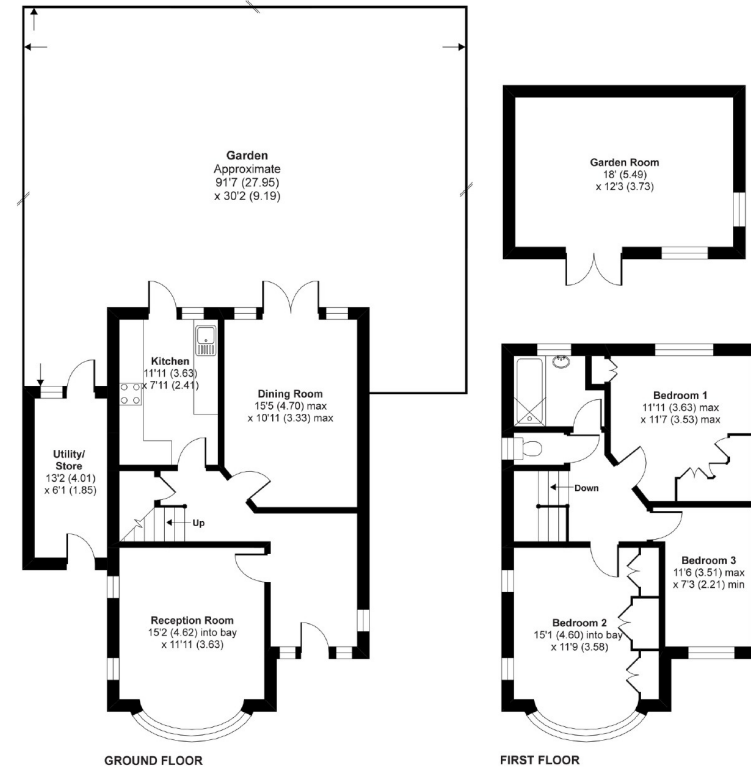 Garden
Approximate
91'7 (27.95)
x 30'2 (9.19)
Garden Room
18' (5.49)
x 12'3 (3.73)
Kitchen
11'11 (3.63)
x 7'11 (2.41)
Dining Room
15'5 (4.70) max
x 10'11 (3.33) max
Utility/
Store
13'2 (4.01)
x 6'1 (1.85)
Up
Reception Room
15'2 (4.62) into bay
x 11'11 (3.63)
GROUND FLOOR
Bedroom 1
11'11 (3.63) max
x 11'7 (3.53) max
Down
Bedroom 3
11'6 (3.51) max
x 7'3 (2.21) min
Bedroom 2
15'1 (4.60) into bay
x 11'9 (3.58)
FIRST FLOOR